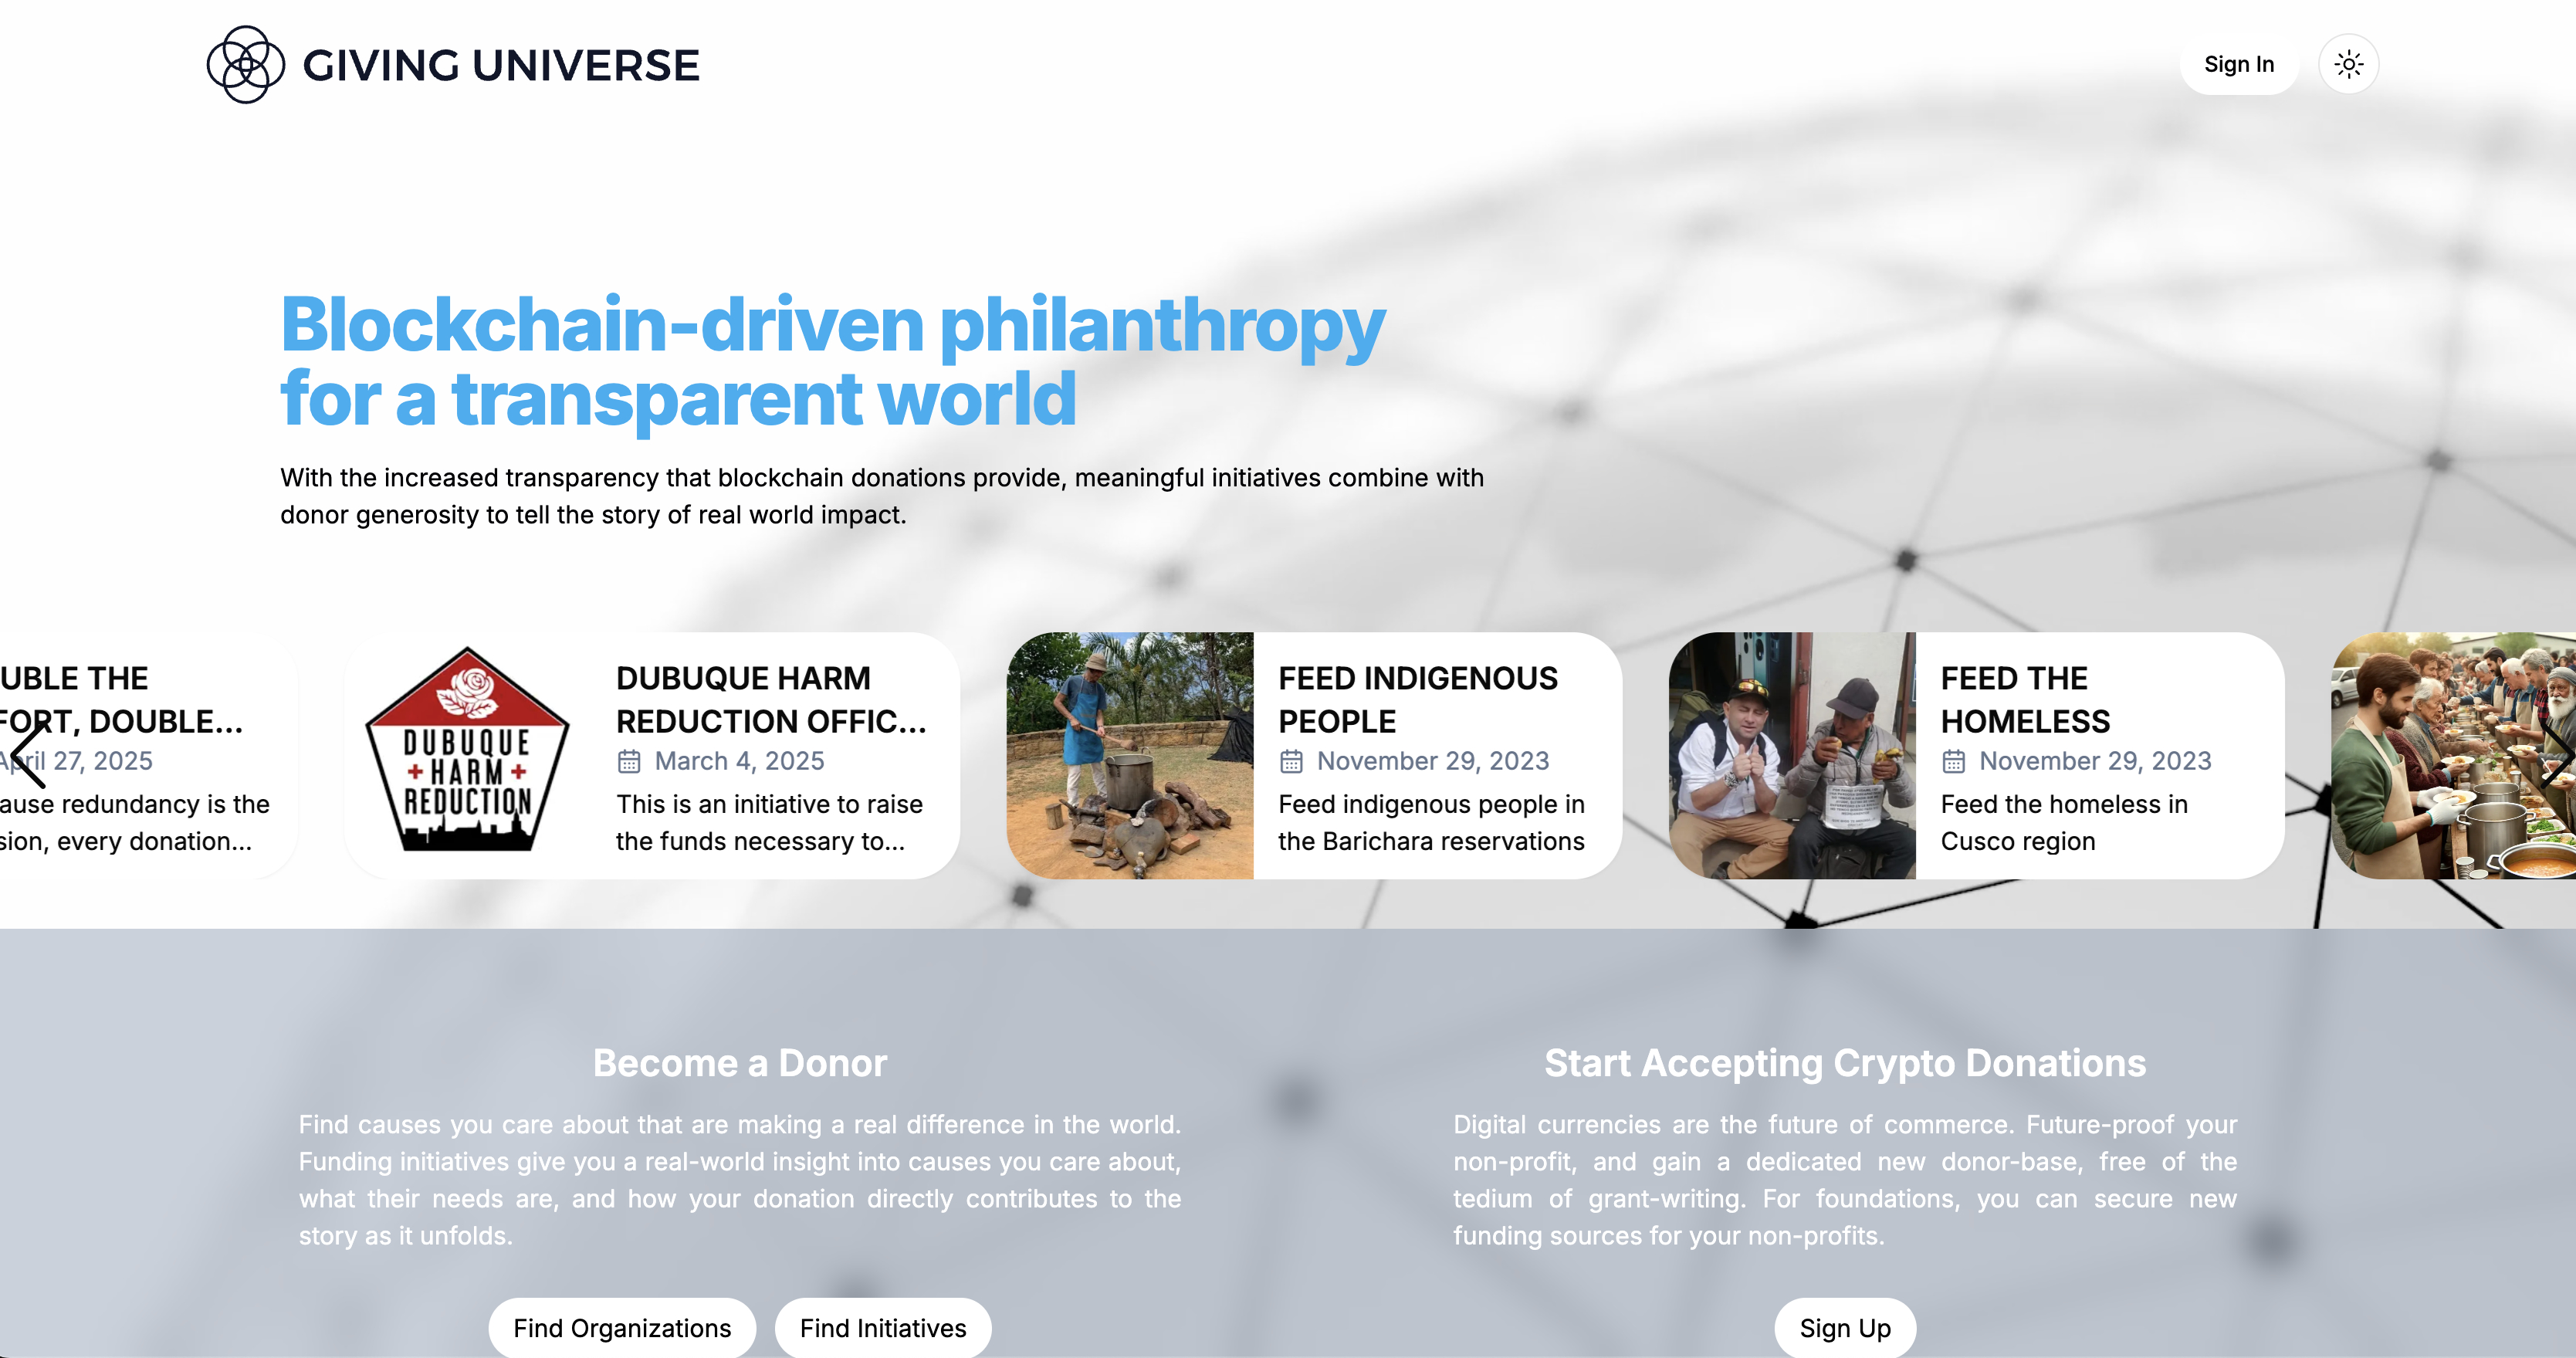 GIVING UNIVERSE
Sign In
Blockchain-driven philanthropy
for a transparent world
With the increased transparency that blockchain donations provide, meaningful initiatives combine with
donor generosity to tell the story of real world impact.
UBLE THE
FORT, DOUBLE...
April 27, 2025
ause redundancy is the
sion, every donation...
DUBUQUE
HARM
REDUCTION
DUBUQUE HARM
REDUCTION OFFIC...
March 4, 2025
This is an initiative to raise
the funds necessary to...
FEED INDIGENOUS
PEOPLE
November 29, 2023
Feed indigenous people in
the Barichara reservations
FEED THE
HOMELESS
November 29, 2023
Feed the homeless in
Cusco region
Become a Donor
Find causes you care about that are making a real difference in the world.
Funding initiatives give you a real-world insight into causes you care about,
what their needs are, and how your donation directly contributes to the
story as it unfolds.
Find Organizations
Find Initiatives
Start Accepting Crypto Donations
Digital currencies are the future of commerce. Future-proof your
non-profit, and gain a dedicated new donor-base, free of the
tedium of grant-writing. For foundations, you can secure new
funding sources for your non-profits.
Sign Up